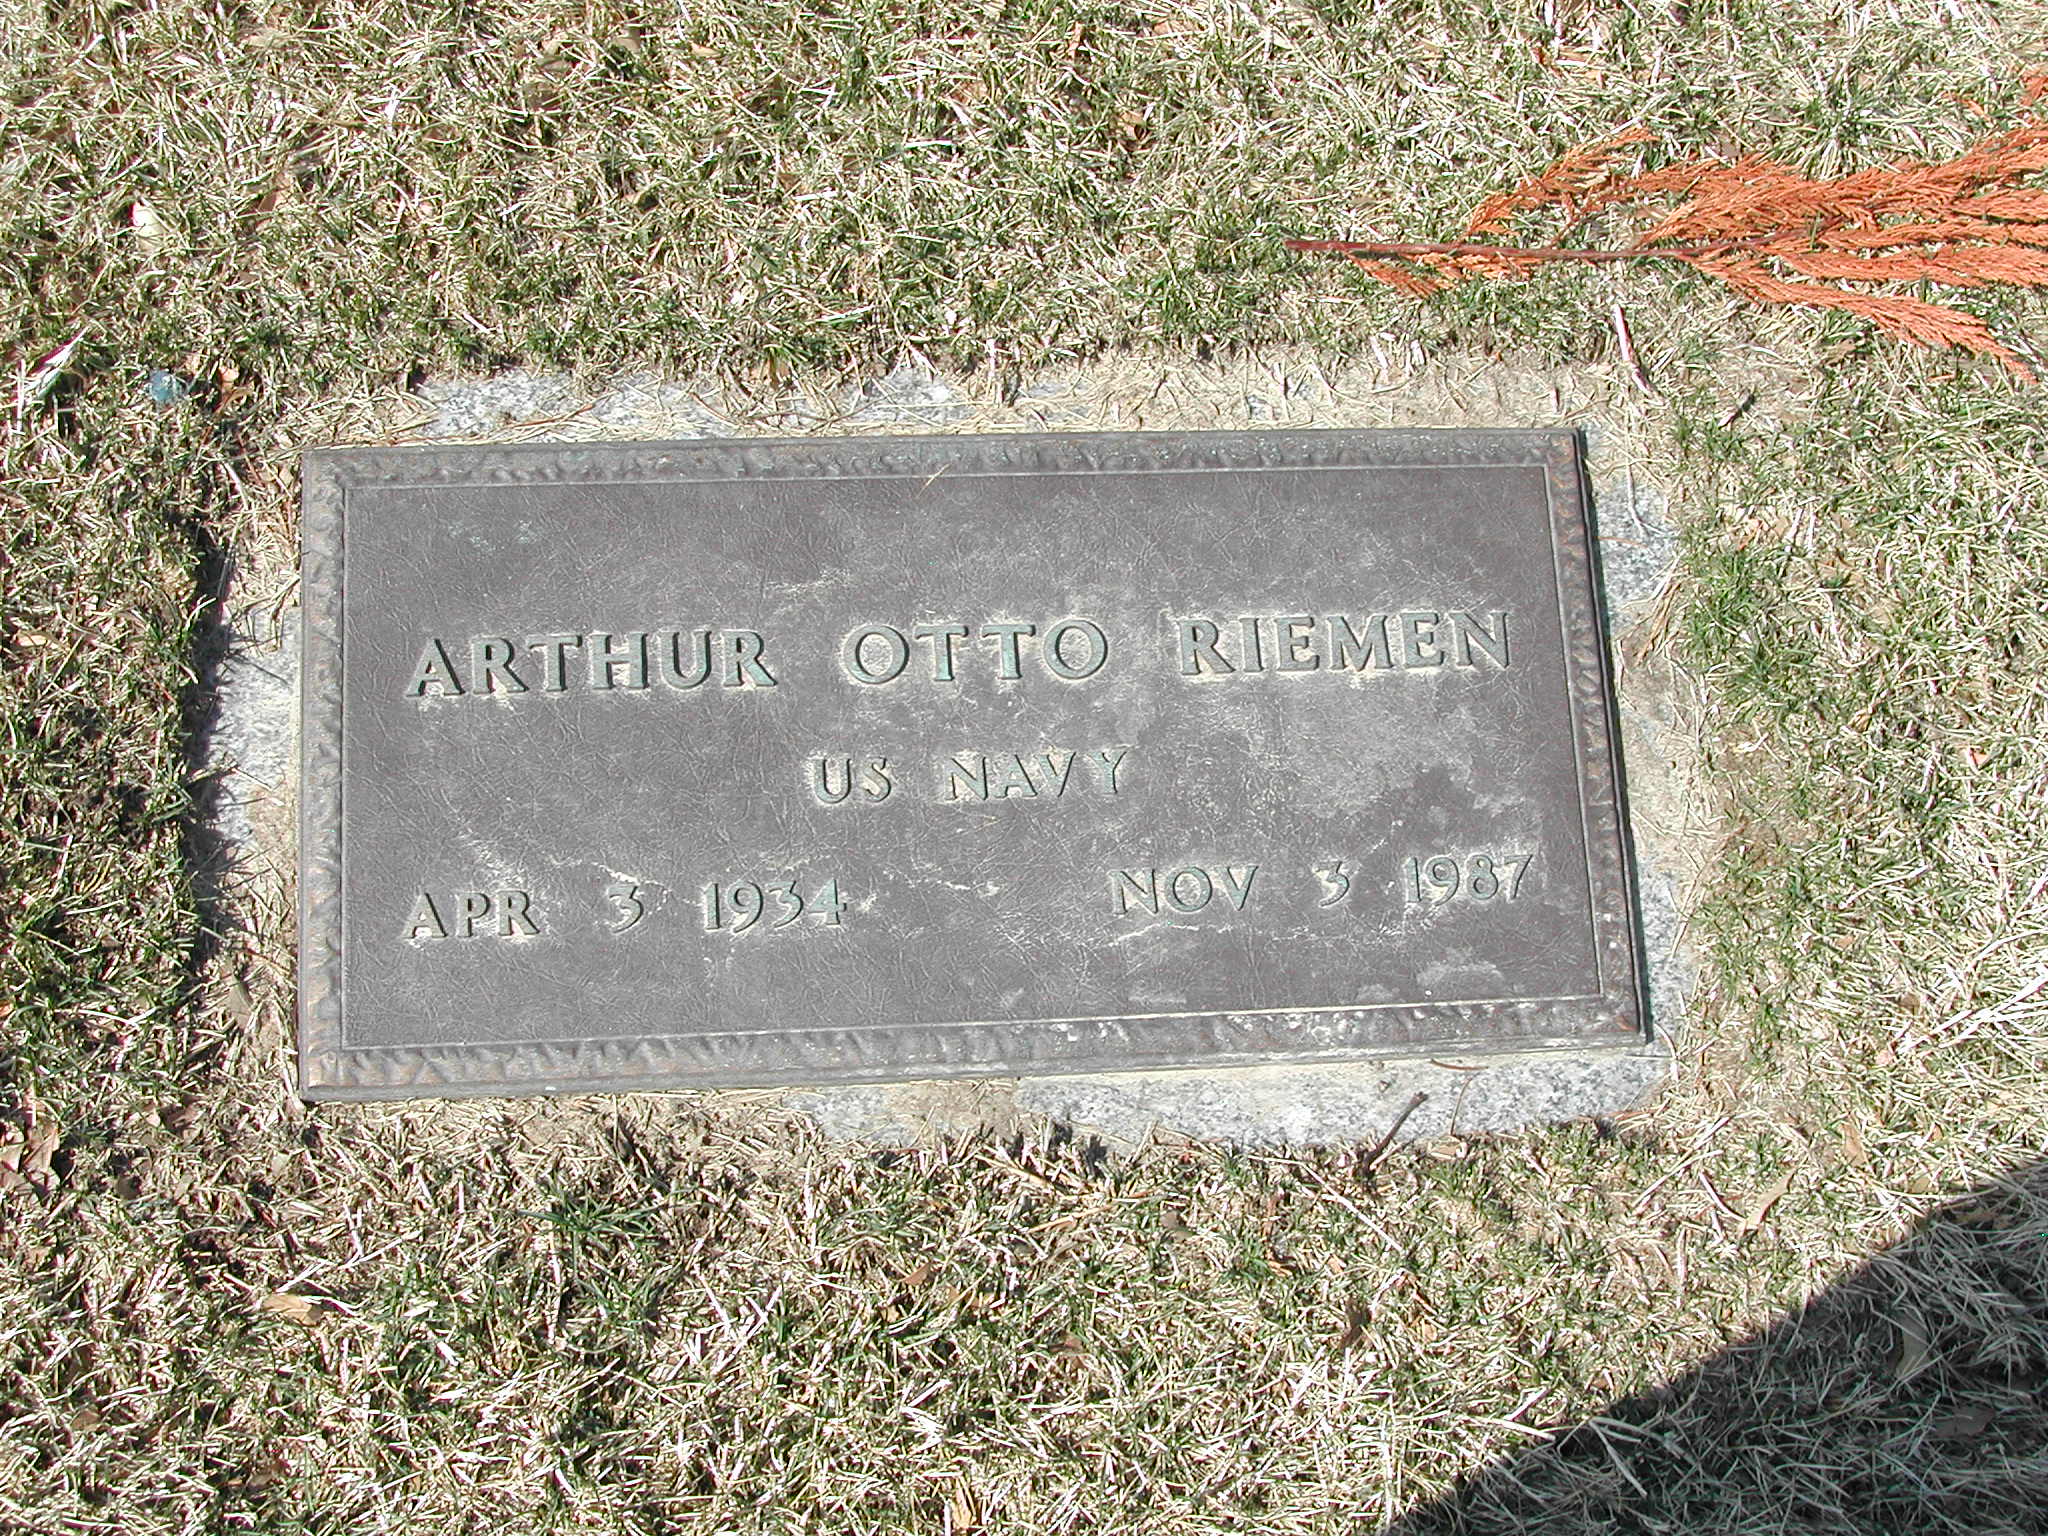 ARTHUR OTTO RIEMEN
US NAVY
APR 3 1934 NOV 3 1987